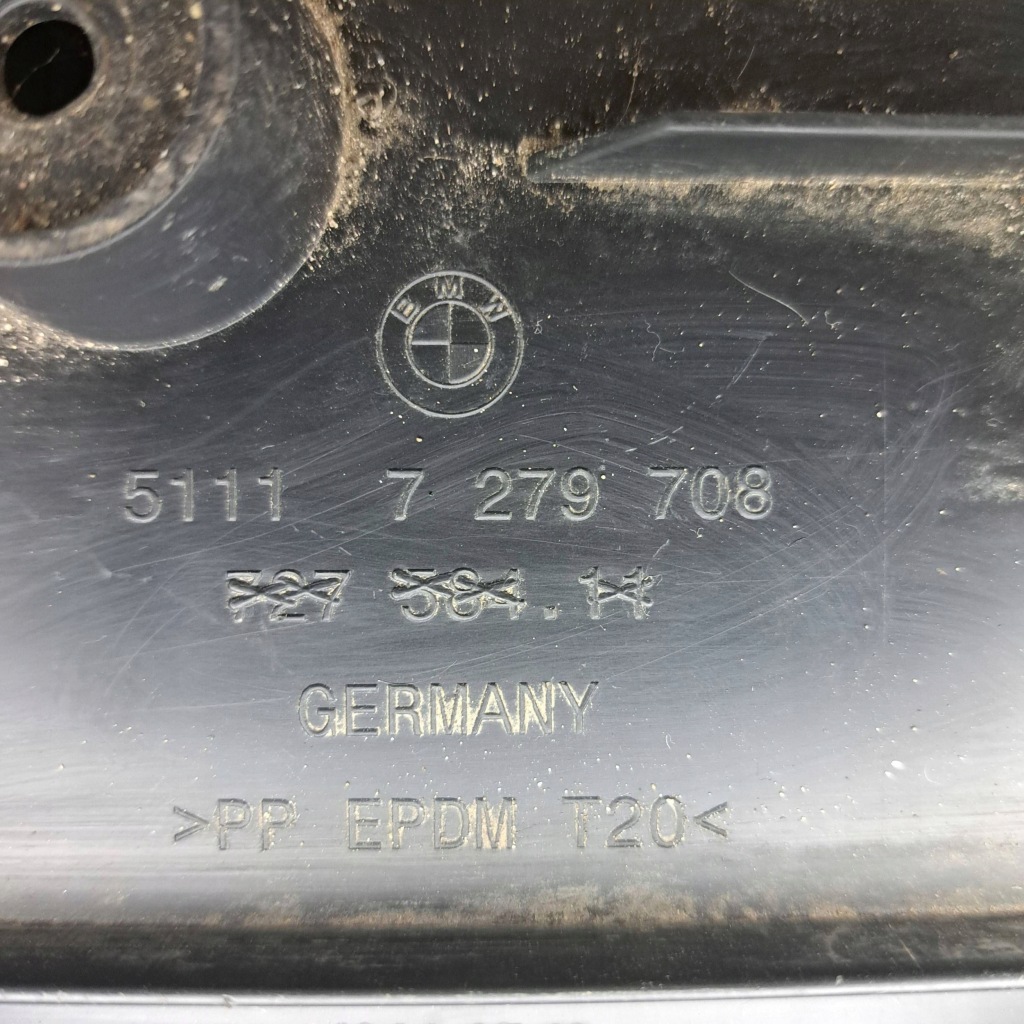 BMW
5111 7 279 708
GERMANY
>PP EPDM T20<